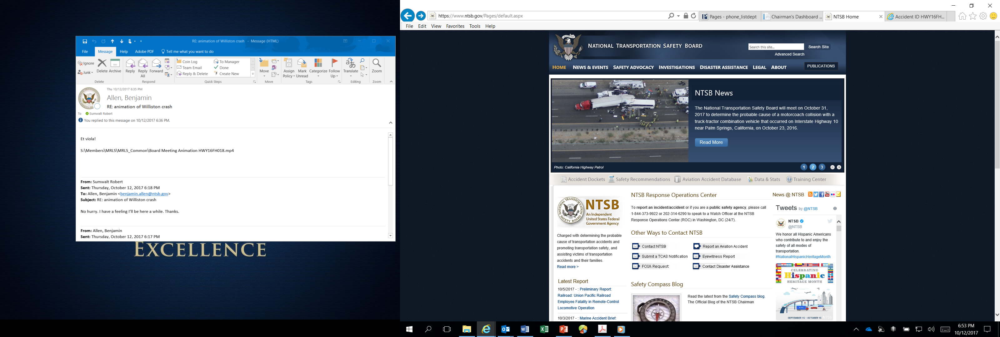 RE: animation of Williston crash - Message (HTML)
File Message Help Adobe PDF Tell me what you want to do
Ignore
Junk
Delete Archive
Reply Reply All Forward
Coin Log
Team Email
Reply & Delete
To Manager
Done
Create New
Move
Assign Policy Mark Unread Categorize Follow Up
Translate
Zoom
Delete Respond Quick Steps Move Tags Editing Zoom
Thu 10/12/2017 6:35 PM
Allen, Benjamin
RE: animation of Williston crash
To Sumwalt Robert
You replied to this message on 10/12/2017 6:36 PM.
Et viola!
S:\Members\MRLS\MRLS_Common\Board Meeting Animation HWY16FH018.mp4
From: Sumwalt Robert
Sent: Thursday, October 12, 2017 6:18 PM
To: Allen, Benjamin <benjamin.allen@ntsb.gov>
Subject: RE: animation of Williston crash
No hurry. I have a feeling I'll be here a while. Thanks.
From: Allen, Benjamin
Sent: Thursday, October 12, 2017 6:17 PM
EXCELLENCE
https://www.ntsb.gov/Pages/default.aspx
Pages - phone_listdept
Chairman's Dashboard ...
NTSB Home
Accident ID HWY16FH...
File Edit View Favorites Tools Help
NATIONAL TRANSPORTATION SAFETY BOARD
Search this site...
Search Site
Advanced Search
HOME NEWS & EVENTS SAFETY ADVOCACY INVESTIGATIONS DISASTER ASSISTANCE LEGAL ABOUT
PUBLICATIONS
NTSB News
The National Transportation Safety Board will meet on October 31,
2017 to determine the probable cause of a motorcoach collision with a
truck-tractor combination vehicle that occurred on Interstate Highway 10
near Palm Springs, California, on October 23, 2016.
Read More
Photo: California Highway Patrol
1 2 3
Accident Dockets Safety Recommendations Aviation Accident Database Data & Stats Training Center
NATIONAL TRANSPORTATION SAFETY BOARD
NTSB
An Independent
United States Federal
Government Agency
Charged with determining the probable
cause of transportation accidents and
promoting transportation safety, and
assisting victims of transportation
accidents and their families.
Read more >
Latest Report
10/5/2017 - : Preliminary Report:
Railroad: Union Pacific Railroad
Employee Fatality in Remote-Control
Locomotive Operation
10/3/2017 - : Marine Accident Brief:
NTSB Response Operations Center
To report an incident/accident or if you are a public safety agency, please call
1-844-373-9922 or 202-314-6290 to speak to a Watch Officer at the NTSB
Response Operations Center (ROC) in Washington, DC (24/7).
Other Ways to Contact NTSB
Contact NTSB
Report an Aviation Accident
Submit a TCAS Notification
Eyewitness Report
FOIA Request
Contact Disaster Assistance
Safety Compass Blog
Read the latest from the Safety Compass blog.
The Official Blog of the NTSB Chairman
News @ NTSB
Tweets by @NTSB
NTSB
@NTSB
We honor all Hispanic Americans
who contribute to and enjoy the
safety of all modes of
transportation.
#NationalHispanicHeritageMonth
CELEBRATING
Hispanic
HERITAGE MONTH
SEPTEMBER 15 – OCTOBER 15
NTSB
6:53 PM
10/12/2017